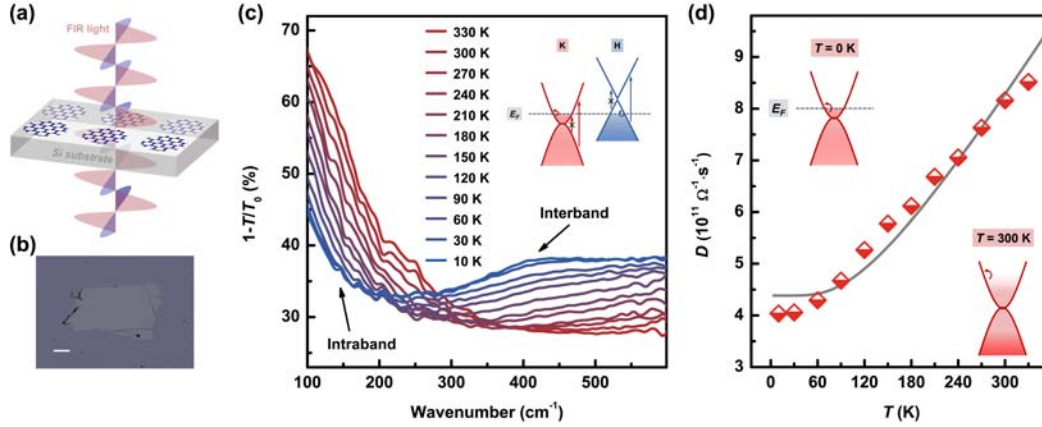 (a)
FIR light
Si substrate
(b)
(c)
1-T/T₀ (%)
70
60
50
40
30
100
200
300
400
500
Wavenumber (cm⁻¹)
330 K
300 K
270 K
240 K
210 K
180 K
150 K
120 K
90 K
60 K
30 K
10 K
K
H
E_F
x
x
Interband
Intraband
(d)
D (10¹¹ Ω⁻¹·s⁻¹)
9
8
7
6
5
4
3
0
60
120
180
240
300
T (K)
T = 0 K
E_F
T = 300 K